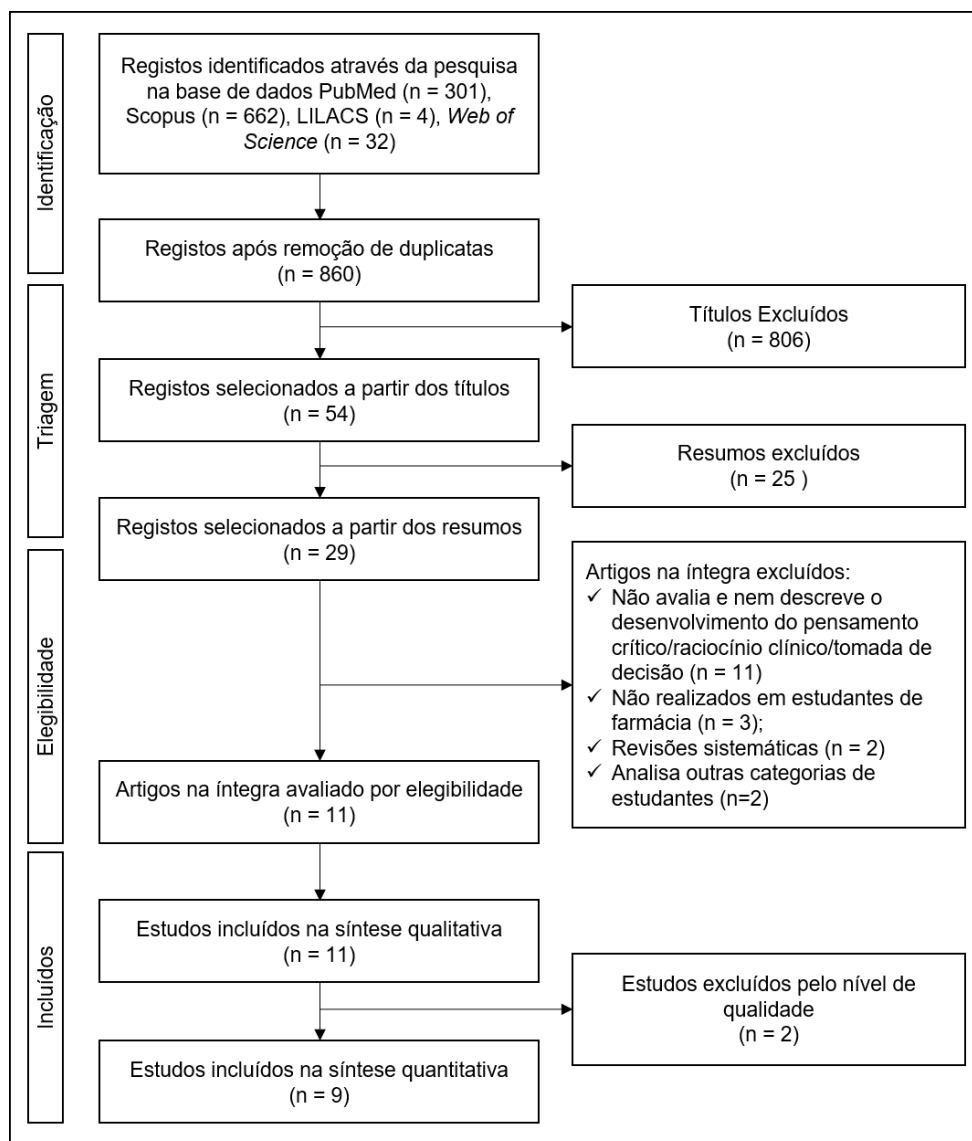 Identificação
Registos identificados através da pesquisa
na base de dados PubMed (n = 301),
Scopus (n = 662), LILACS (n = 4), Web of
Science (n = 32)
Registos após remoção de duplicatas
(n = 860)
Triagem
Títulos Excluídos
(n = 806)
Registos selecionados a partir dos títulos
(n = 54)
Resumos excluídos
(n = 25 )
Registos selecionados a partir dos resumos
(n = 29)
Elegibilidade
Artigos na íntegra excluídos:
✓ Não avalia e nem descreve o
desenvolvimento do pensamento
crítico/raciocínio clínico/tomada de
decisão (n = 11)
✓ Não realizados em estudantes de
farmácia (n = 3);
✓ Revisões sistemáticas (n = 2)
✓ Analisa outras categorias de
estudantes (n=2)
Artigos na íntegra avaliado por elegibilidade
(n = 11)
Incluídos
Estudos incluídos na síntese qualitativa
(n = 11)
Estudos excluídos pelo nível de
qualidade
(n = 2)
Estudos incluídos na síntese quantitativa
(n = 9)